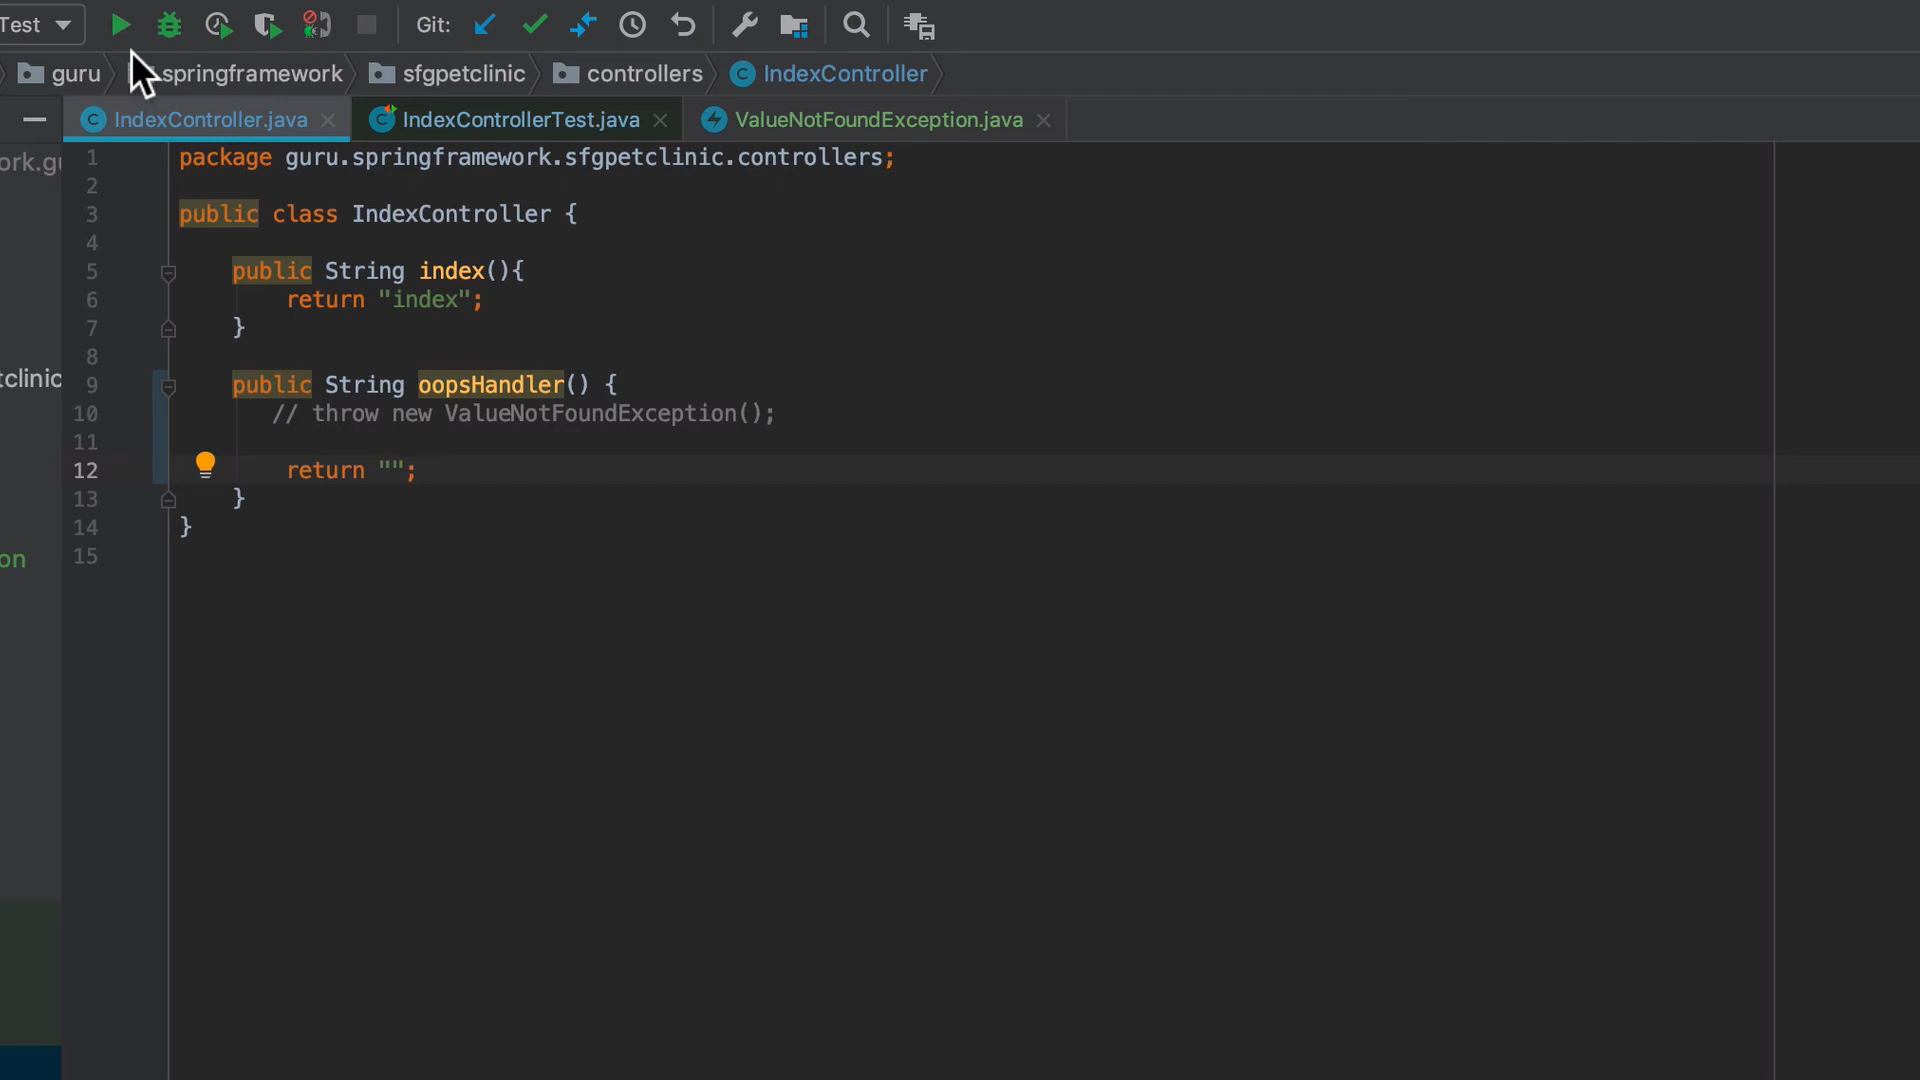 Test
Git:
guru springframework sfgpetclinic controllers IndexController
IndexController.java IndexControllerTest.java ValueNotFoundException.java
ork.gu
tclinic
on
1 package guru.springframework.sfgpetclinic.controllers;
2
3 public class IndexController {
4
5 public String index(){
6 return "index";
7 }
8
9 public String oopsHandler() {
10 // throw new ValueNotFoundException();
11
12 return "";
13 }
14 }
15